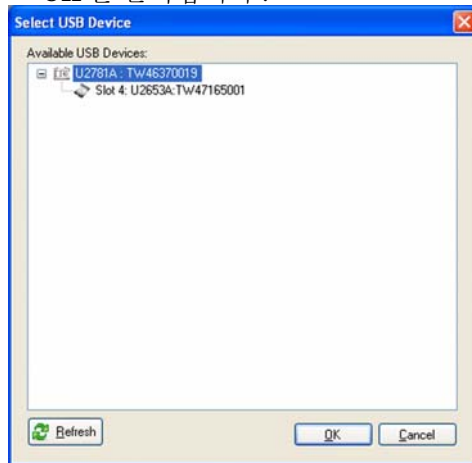 Select USB Device
Available USB Devices:
U2781A : TW46370019
Slot 4: U2653A:TW47165001
Refresh
OK
Cancel